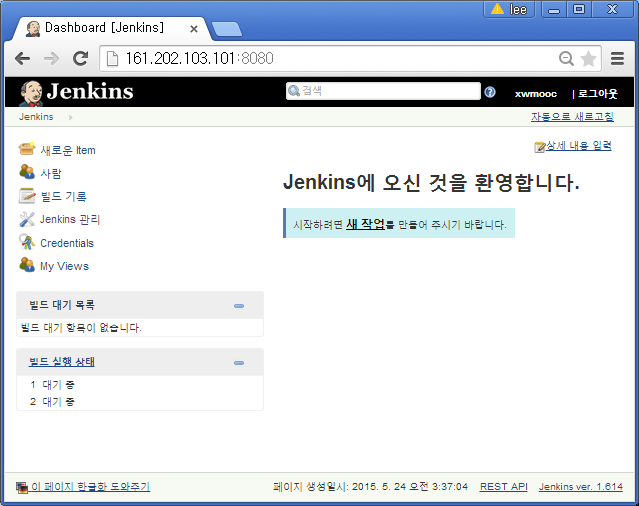 lee
Dashboard [Jenkins]
161.202.103.101:8080
Jenkins
검색
xwmooc | 로그아웃
Jenkins
자동으로 새로고침
새로운 Item
사람
빌드 기록
Jenkins 관리
Credentials
My Views
상세 내용 입력
Jenkins에 오신 것을 환영합니다.
시작하려면 새 작업를 만들어 주시기 바랍니다.
빌드 대기 목록
빌드 대기 항목이 없습니다.
빌드 실행 상태
1 대기 중
2 대기 중
이 페이지 한글화 도와주기
페이지 생성일시: 2015. 5. 24 오전 3:37:04
REST API
Jenkins ver. 1.614